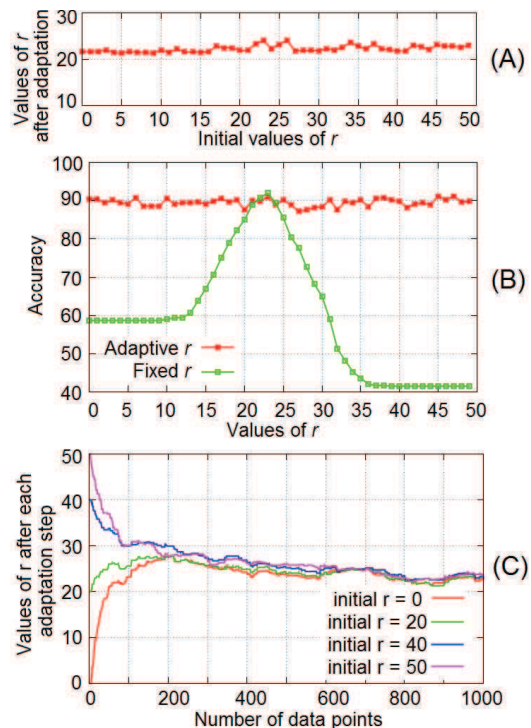 Values of r
after adaptation
30
20
10
0 5 10 15 20 25 30 35 40 45 50
Initial values of r
(A)
Accuracy
100
90
80
70
60
50
40
Adaptive r
Fixed r
0 5 10 15 20 25 30 35 40 45 50
Values of r
(B)
Values of r after each
adaptation step
50
40
30
20
10
0
initial r = 0
initial r = 20
initial r = 40
initial r = 50
0 200 400 600 800 1000
Number of data points
(C)